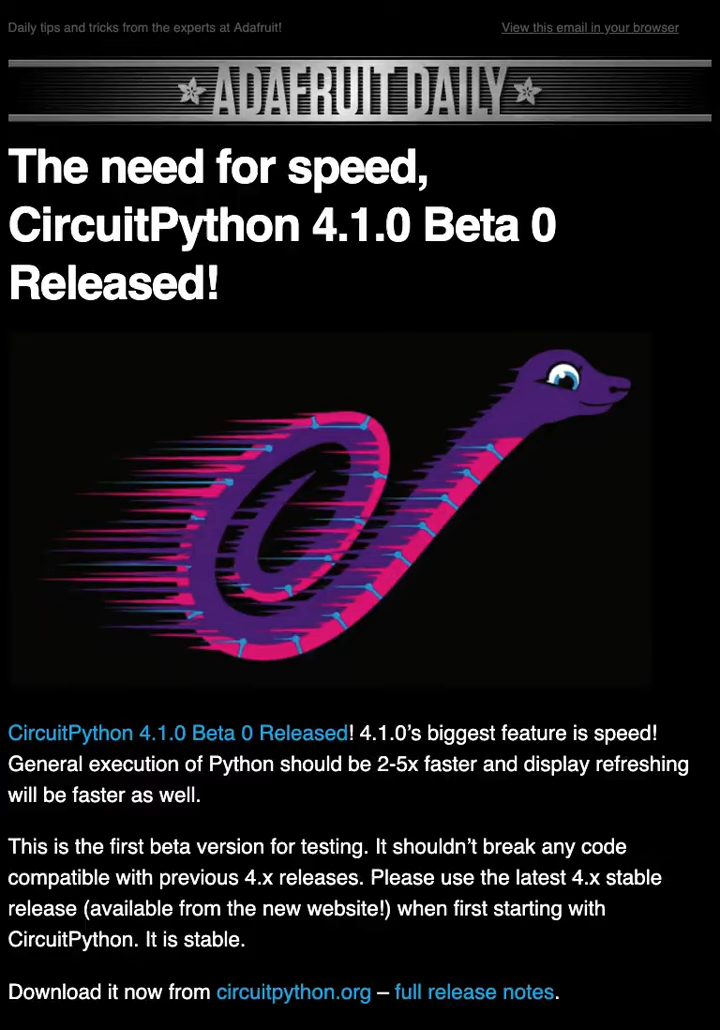 Daily tips and tricks from the experts at Adafruit!
View this email in your browser
ADAFRUIT DAILY
The need for speed,
CircuitPython 4.1.0 Beta 0
Released!
CircuitPython 4.1.0 Beta 0 Released! 4.1.0’s biggest feature is speed!
General execution of Python should be 2-5x faster and display refreshing
will be faster as well.
This is the first beta version for testing. It shouldn’t break any code
compatible with previous 4.x releases. Please use the latest 4.x stable
release (available from the new website!) when first starting with
CircuitPython. It is stable.
Download it now from circuitpython.org – full release notes.